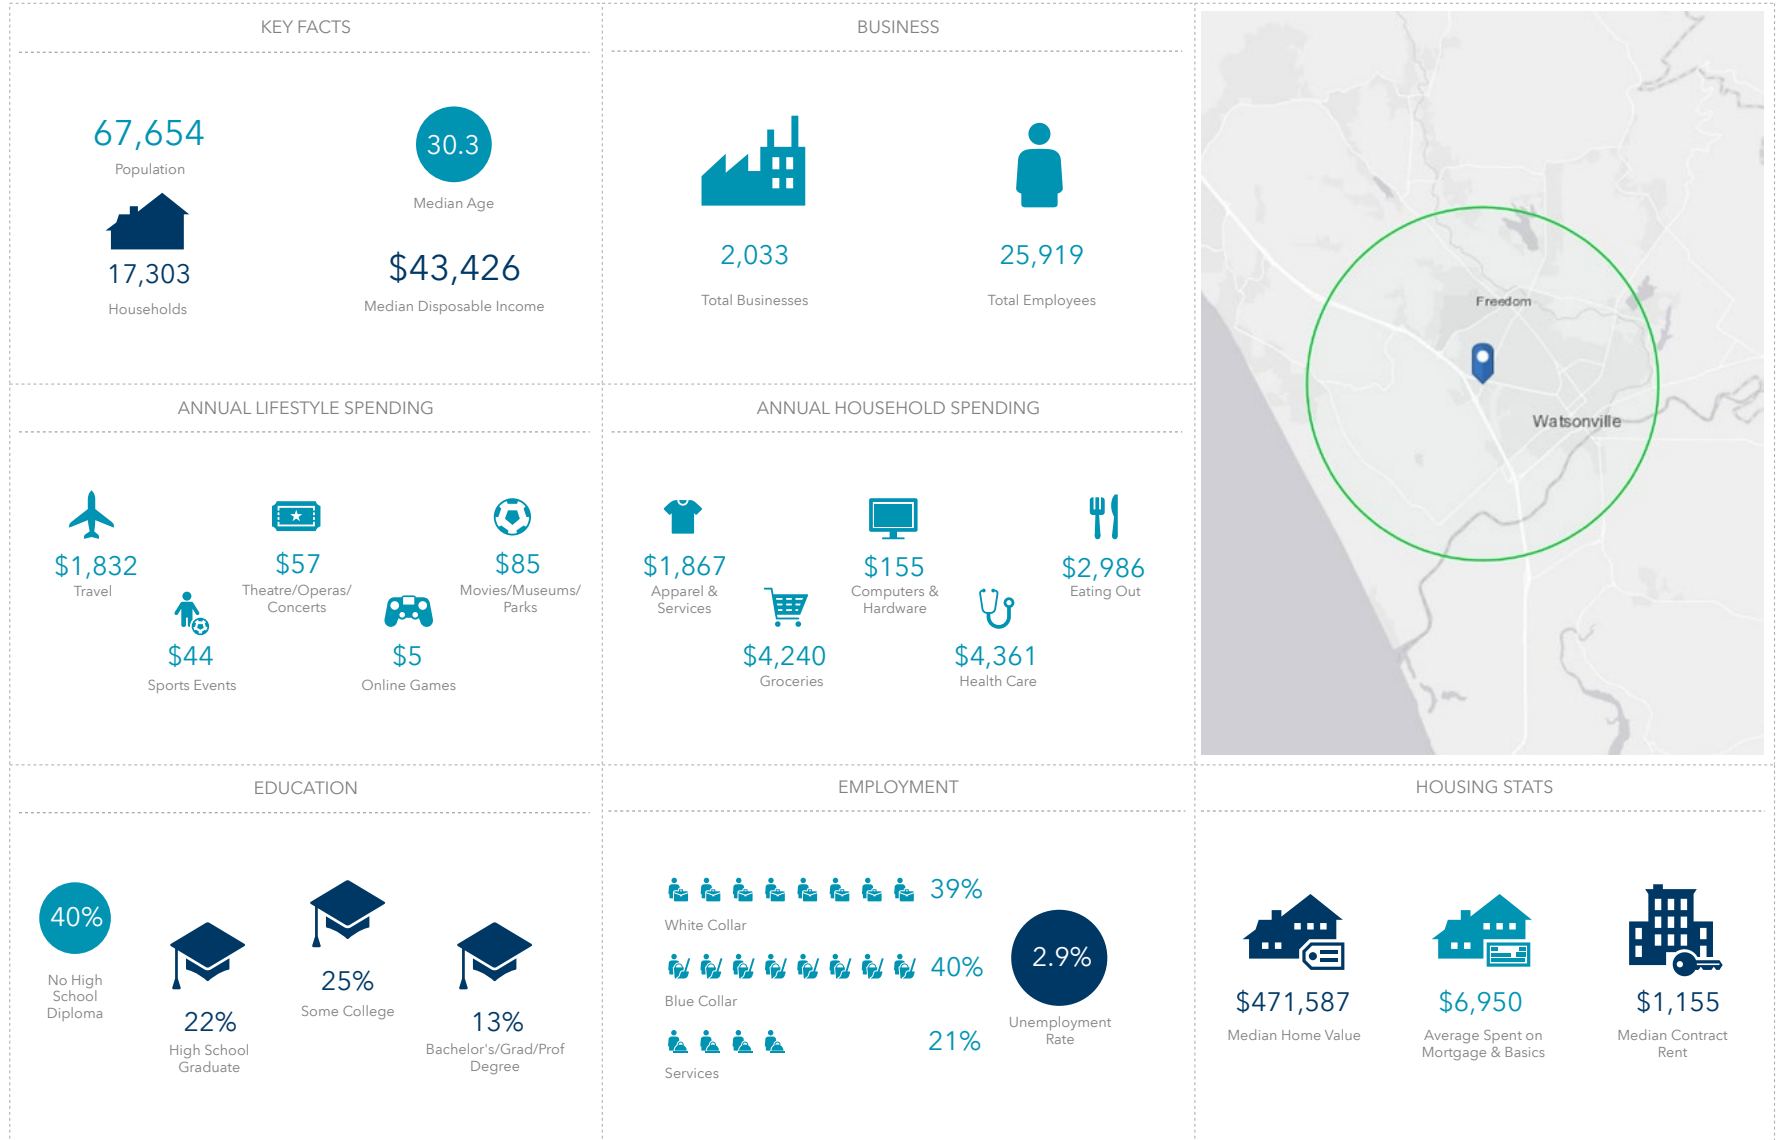 KEY FACTS
67,654
Population
17,303
Households
30.3
Median Age
$43,426
Median Disposable Income
BUSINESS
2,033
Total Businesses
25,919
Total Employees
Freedom
Watsonville
ANNUAL LIFESTYLE SPENDING
$1,832
Travel
$44
Sports Events
$57
Theatre/Operas/
Concerts
$5
Online Games
$85
Movies/Museums/
Parks
ANNUAL HOUSEHOLD SPENDING
$1,867
Apparel &
Services
$4,240
Groceries
$155
Computers &
Hardware
$4,361
Health Care
$2,986
Eating Out
EDUCATION
40%
No High
School
Diploma
22%
High School
Graduate
25%
Some College
13%
Bachelor's/Grad/Prof
Degree
EMPLOYMENT
39%
White Collar
40%
Blue Collar
21%
Services
2.9%
Unemployment
Rate
HOUSING STATS
$471,587
Median Home Value
$6,950
Average Spent on
Mortgage & Basics
$1,155
Median Contract
Rent